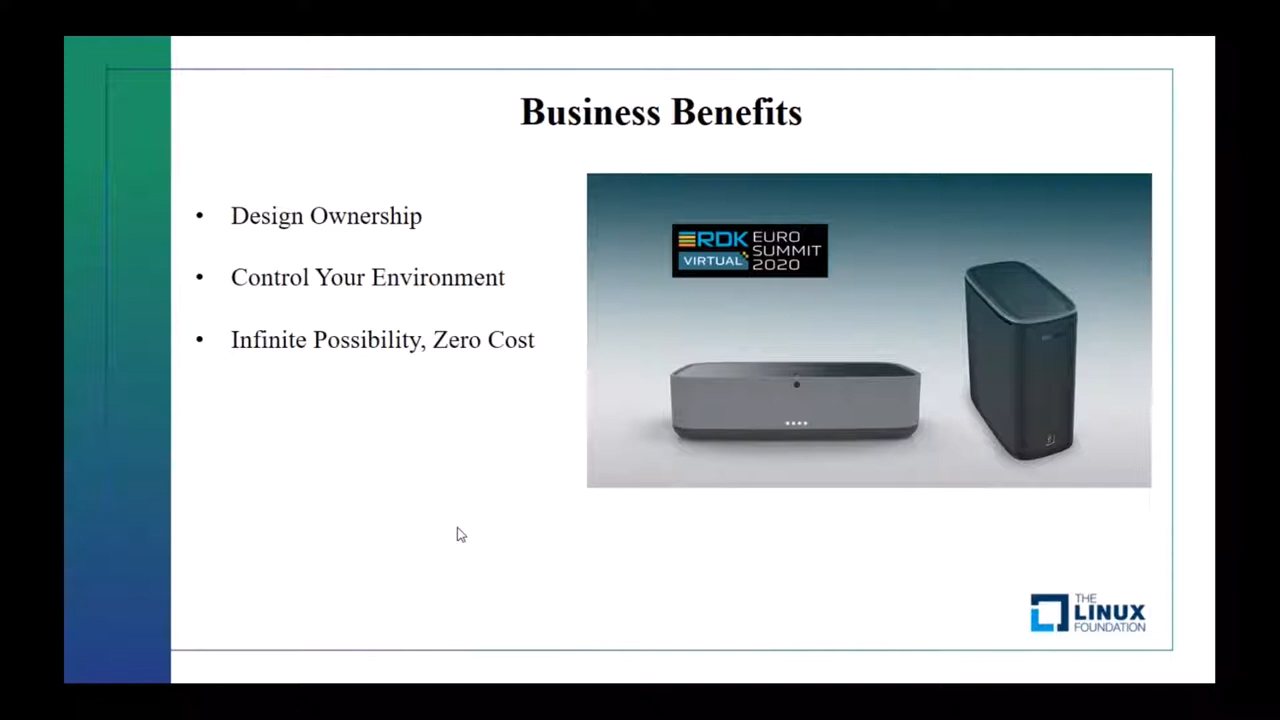 Business Benefits
• Design Ownership
• Control Your Environment
• Infinite Possibility, Zero Cost
RDK EURO
VIRTUAL SUMMIT
2020
THE
LINUX
FOUNDATION